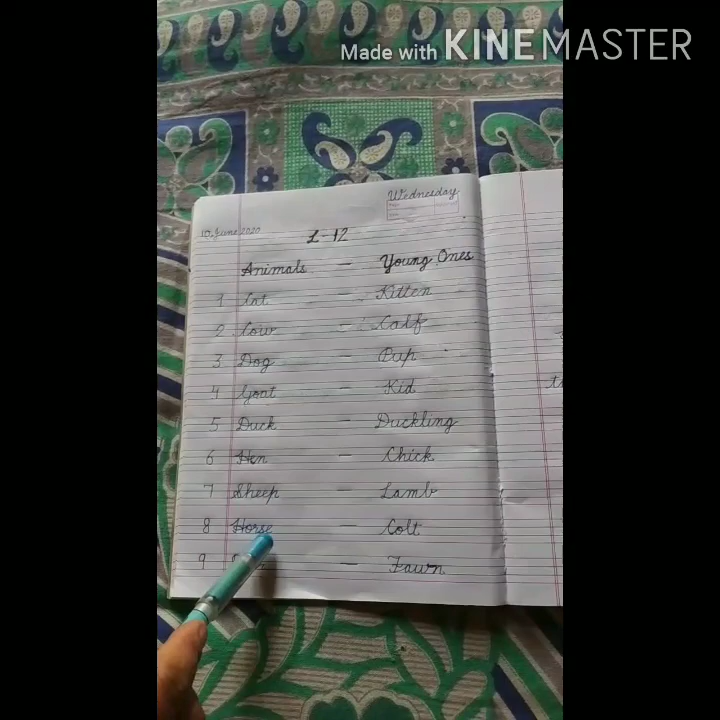 Made with KINEMASTER
Wednesday
10, June 2020
L-12
Animals - Young Ones
1 Cat - Kitten
2 Cow - Calf
3 Dog - Pup
4 Goat - Kid
5 Duck - Duckling
6 Hen - Chick
7 Sheep - Lamb
8 Horse - Colt
9 - Fawn